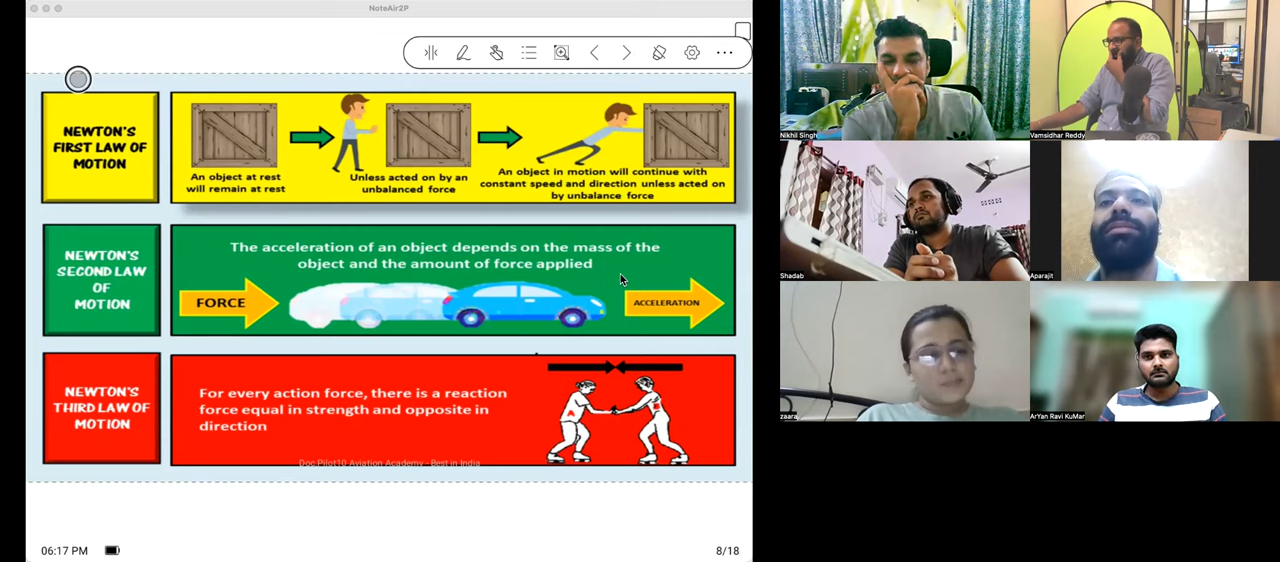 NoteAir2P
NEWTON'S
FIRST LAW OF
MOTION
An object at rest
will remain at rest
Unless acted on by an
unbalanced force
An object in motion will continue with
constant speed and direction unless acted on
by unbalance force
NEWTON'S
SECOND LAW
OF
MOTION
The acceleration of an object depends on the mass of the
object and the amount of force applied
FORCE
ACCELERATION
NEWTON'S
THIRD LAW OF
MOTION
For every action force, there is a reaction
force equal in strength and opposite in
direction
A
B
Doc Pilot10 Aviation Academy - Best in India
06:17 PM
8/18
Nikhil Singh
Vamsidhar Reddy
Shadab
Aparajit
zaara
ArYan Ravi KuMar